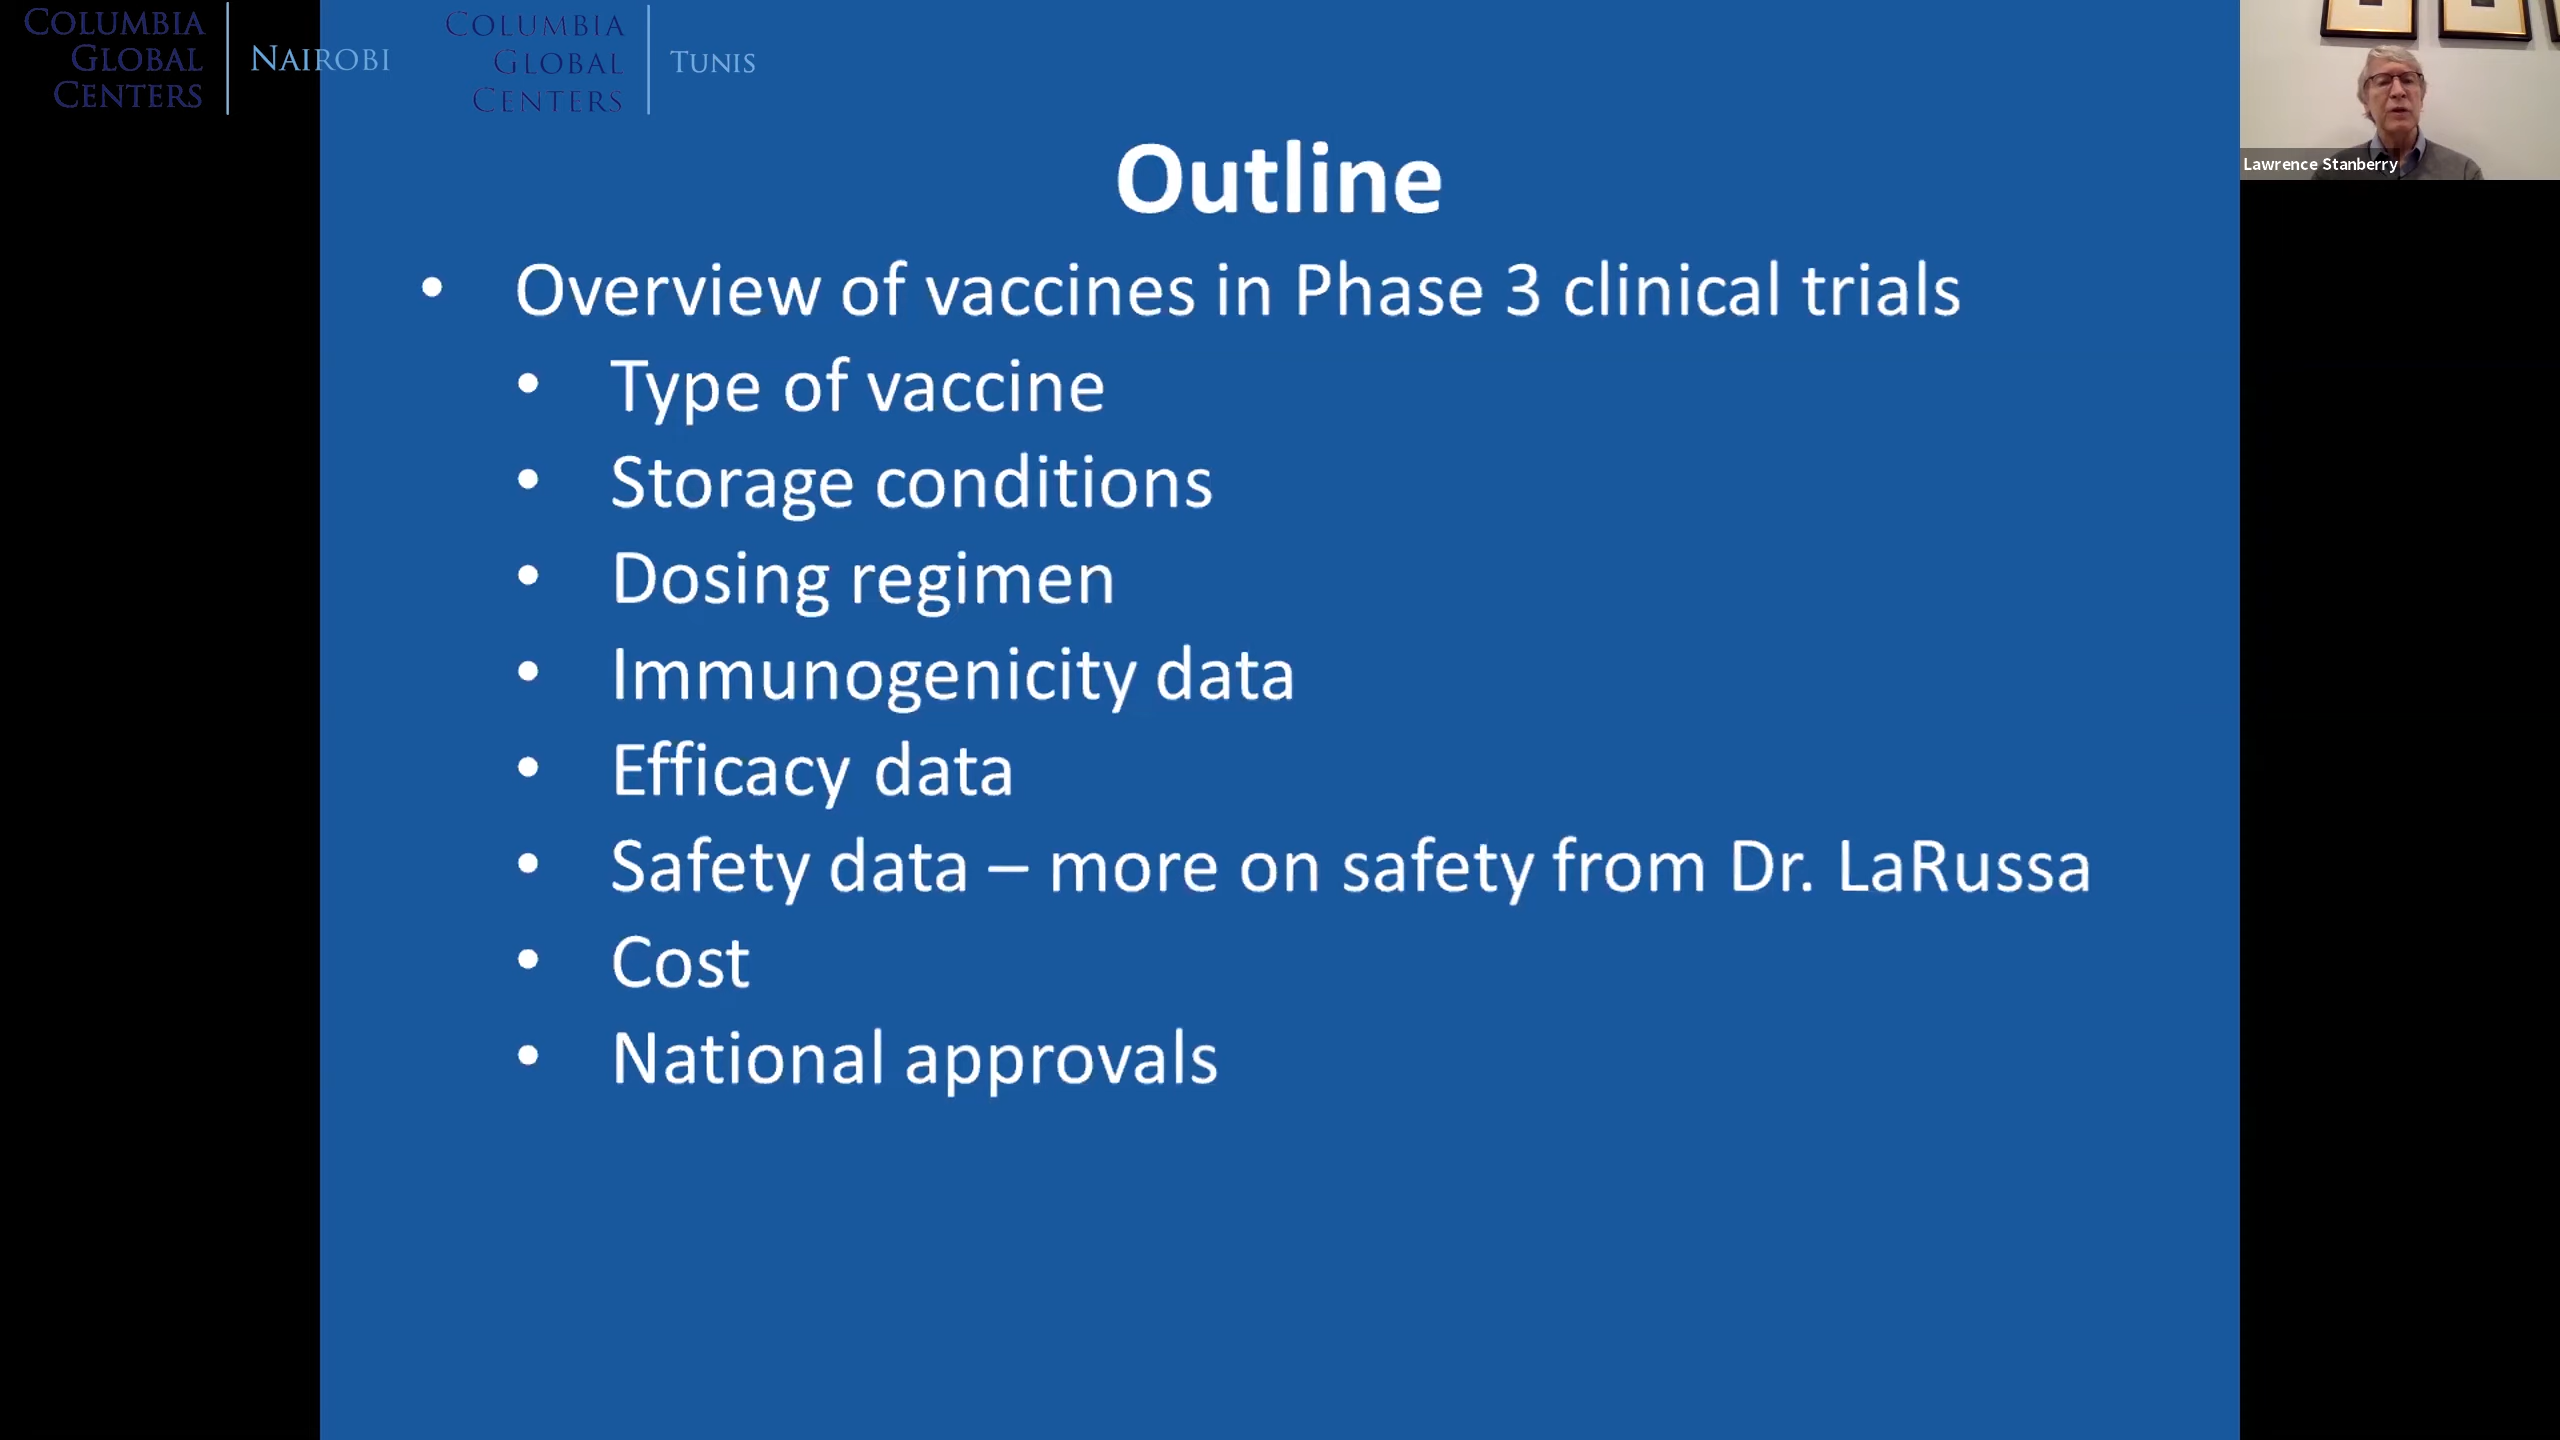 COLUMBIA
GLOBAL
CENTERS
NAIROBI
COLUMBIA
GLOBAL
CENTERS
TUNIS
Lawrence Stanberry
Outline
• Overview of vaccines in Phase 3 clinical trials
• Type of vaccine
• Storage conditions
• Dosing regimen
• Immunogenicity data
• Efficacy data
• Safety data – more on safety from Dr. LaRussa
• Cost
• National approvals